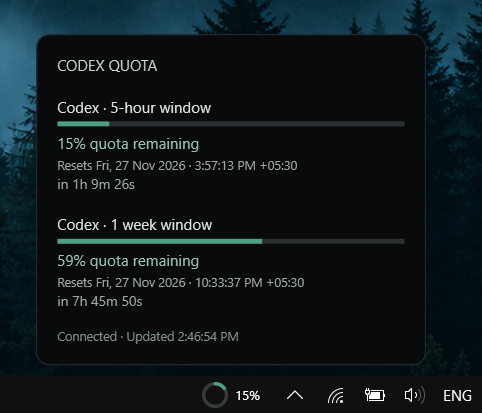 CODEX QUOTA
Codex · 5-hour window
15% quota remaining
Resets Fri, 27 Nov 2026 · 3:57:13 PM +05:30
in 1h 9m 26s
Codex · 1 week window
59% quota remaining
Resets Fri, 27 Nov 2026 · 10:33:37 PM +05:30
in 7h 45m 50s
Connected · Updated 2:46:54 PM
15%
ENG